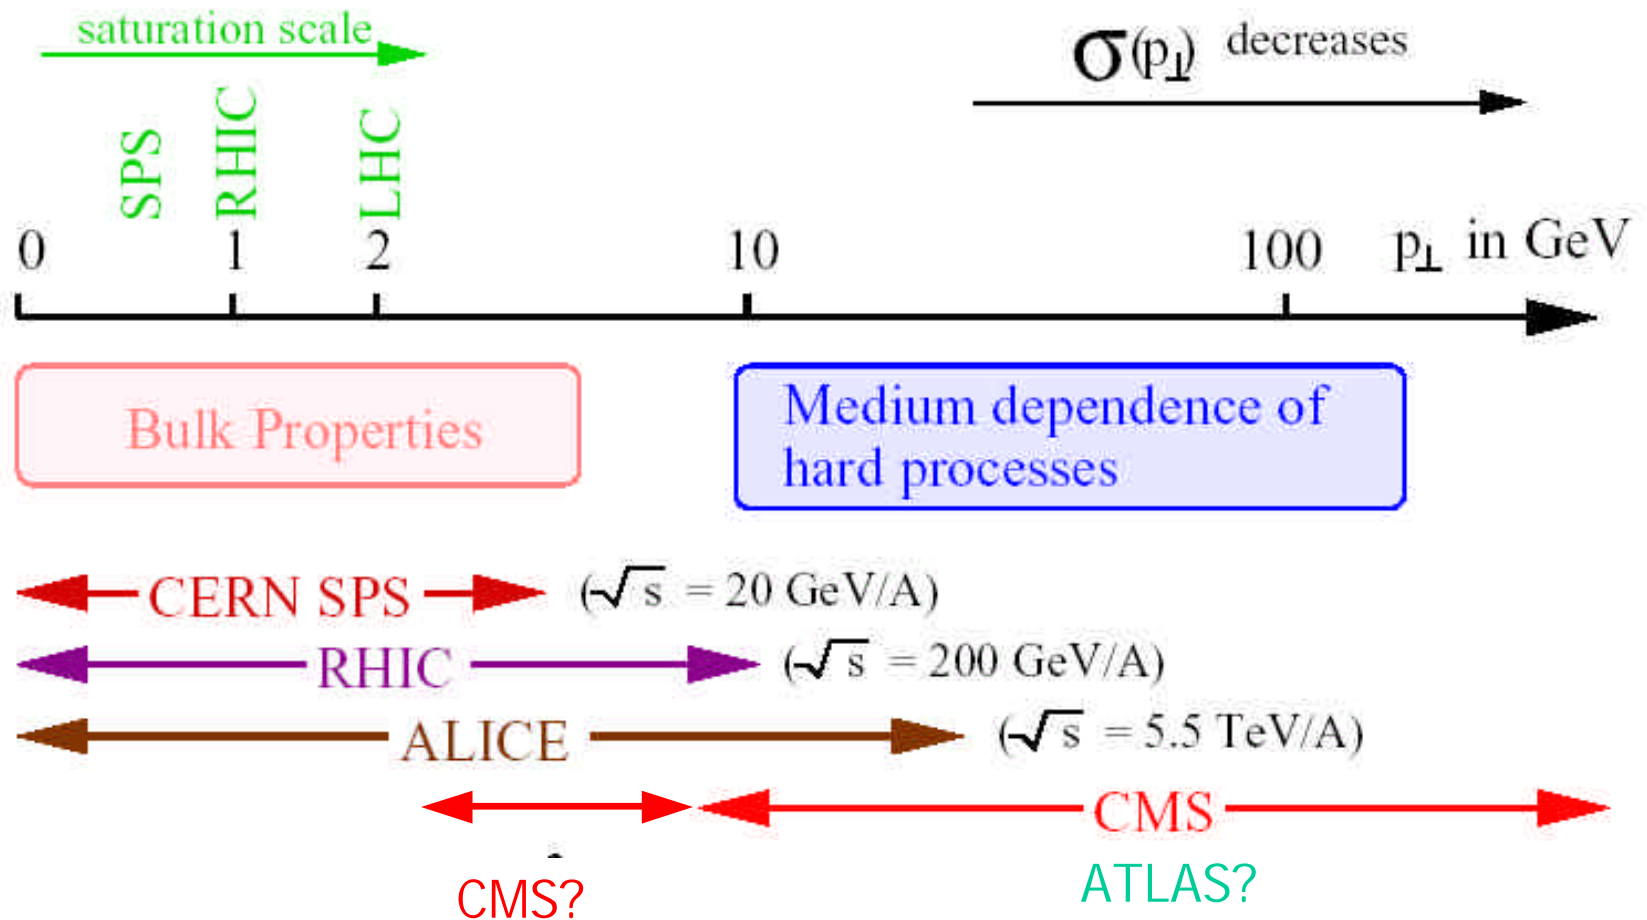 saturation scale
σ(p⊥) decreases
SPS
RHIC
LHC
0 1 2 10 100 p⊥ in GeV
Bulk Properties
Medium dependence of
hard processes
CERN SPS (√s = 20 GeV/A)
RHIC (√s = 200 GeV/A)
ALICE (√s = 5.5 TeV/A)
CMS
CMS?
ATLAS?